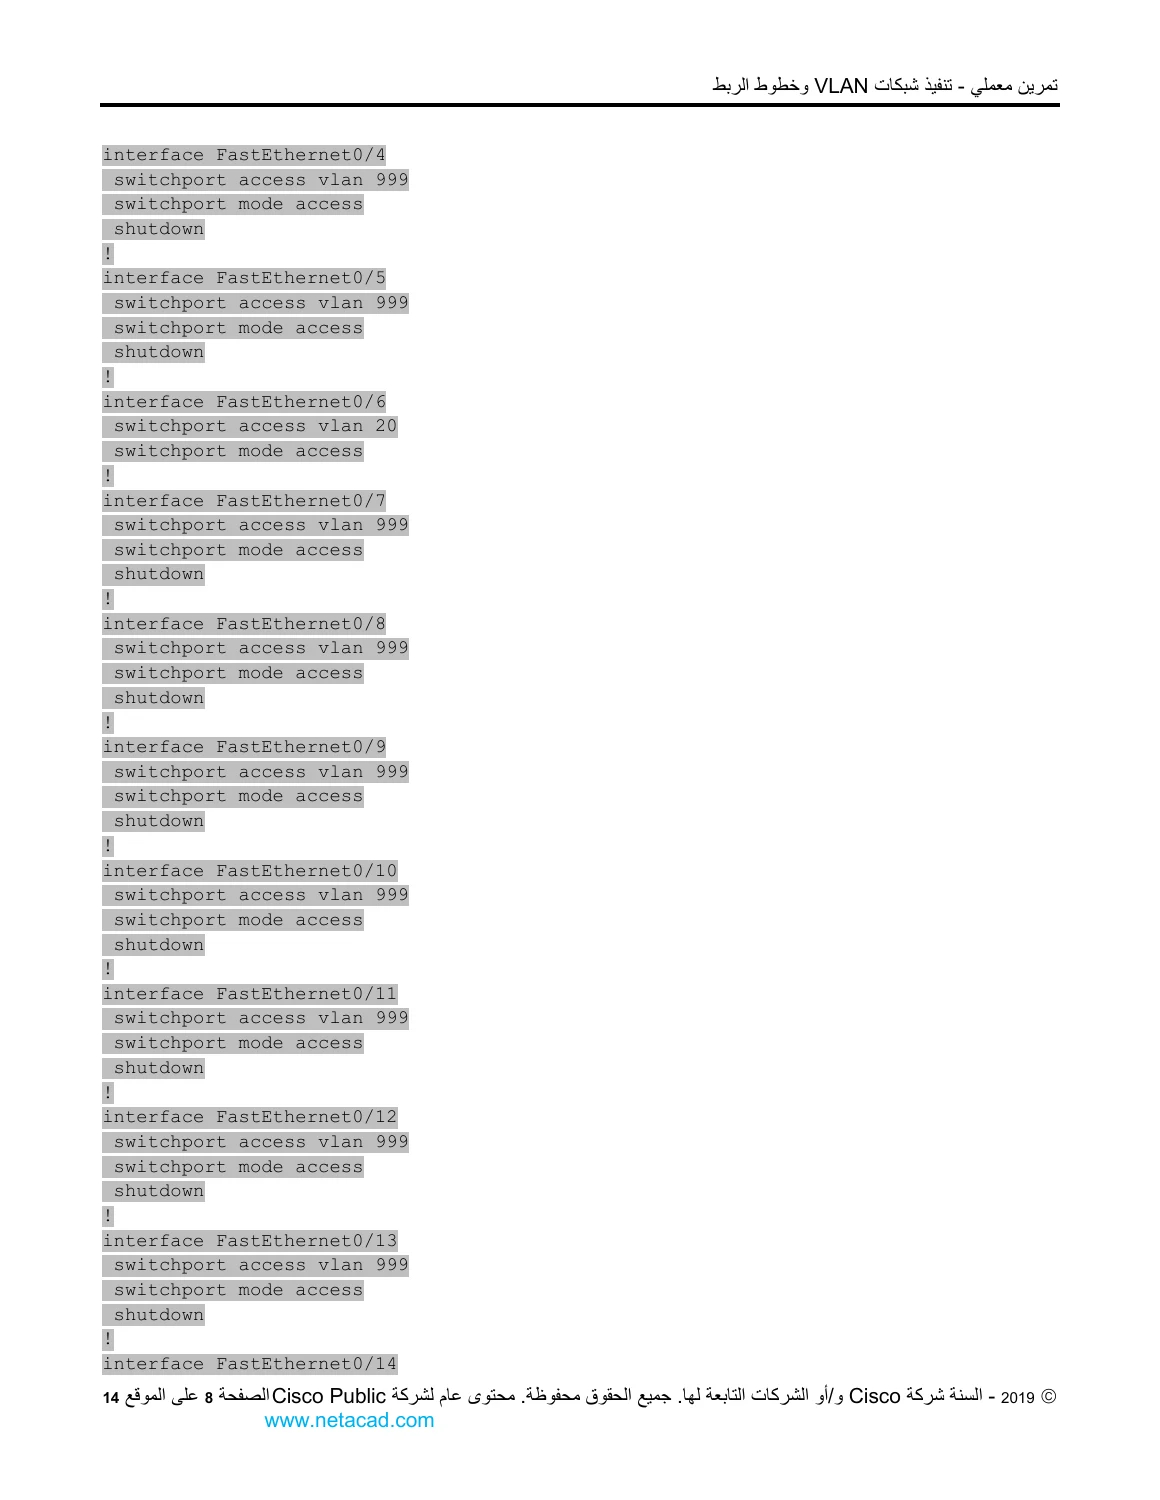 تمرين معملي - تنفيذ شبكات VLAN وخطوط الربط
interface FastEthernet0/4
 switchport access vlan 999
 switchport mode access
 shutdown
!
interface FastEthernet0/5
 switchport access vlan 999
 switchport mode access
 shutdown
!
interface FastEthernet0/6
 switchport access vlan 20
 switchport mode access
!
interface FastEthernet0/7
 switchport access vlan 999
 switchport mode access
 shutdown
!
interface FastEthernet0/8
 switchport access vlan 999
 switchport mode access
 shutdown
!
interface FastEthernet0/9
 switchport access vlan 999
 switchport mode access
 shutdown
!
interface FastEthernet0/10
 switchport access vlan 999
 switchport mode access
 shutdown
!
interface FastEthernet0/11
 switchport access vlan 999
 switchport mode access
 shutdown
!
interface FastEthernet0/12
 switchport access vlan 999
 switchport mode access
 shutdown
!
interface FastEthernet0/13
 switchport access vlan 999
 switchport mode access
 shutdown
!
interface FastEthernet0/14
© 2019 - السنة شركة Cisco و/أو الشركات التابعة لها. جميع الحقوق محفوظة. محتوى عام لشركة Cisco Public الصفحة 8 على الموقع 14
www.netacad.com